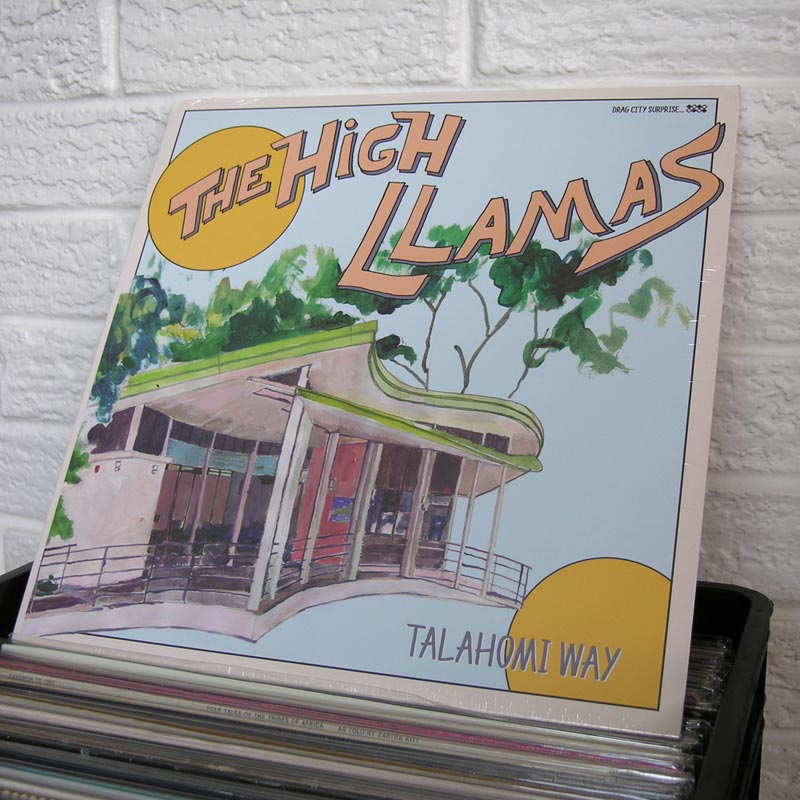 DRAG CITY SURPRISE...
THE HiGH
LLAMAS
TALAHOMI WAY
FOLK TALES OF THE TRIBES OF AFRICA AS TOLD BY EARTHA KITT